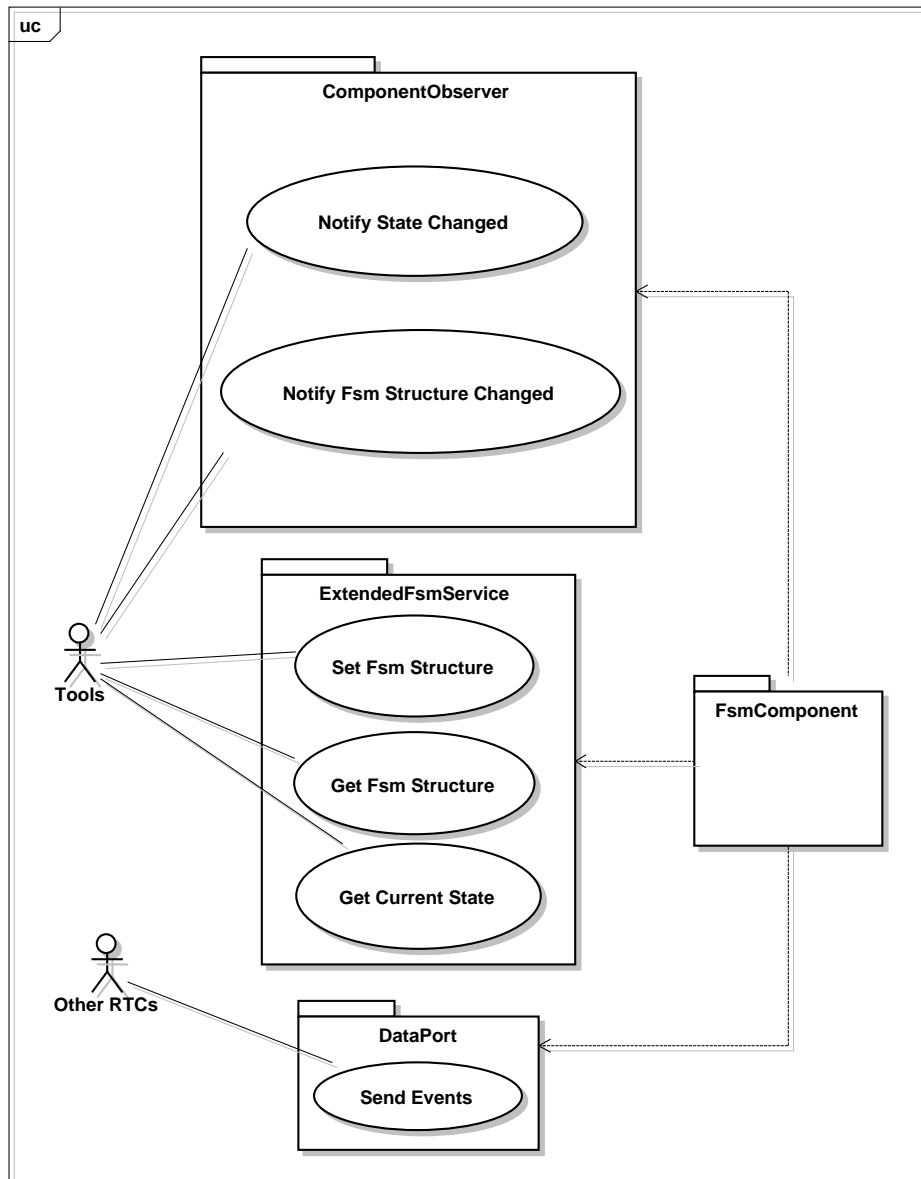 uc
ComponentObserver
Notify State Changed
Notify Fsm Structure Changed
ExtendedFsmService
Set Fsm Structure
Tools
FsmComponent
Get Fsm Structure
Get Current State
Other RTCs
DataPort
Send Events